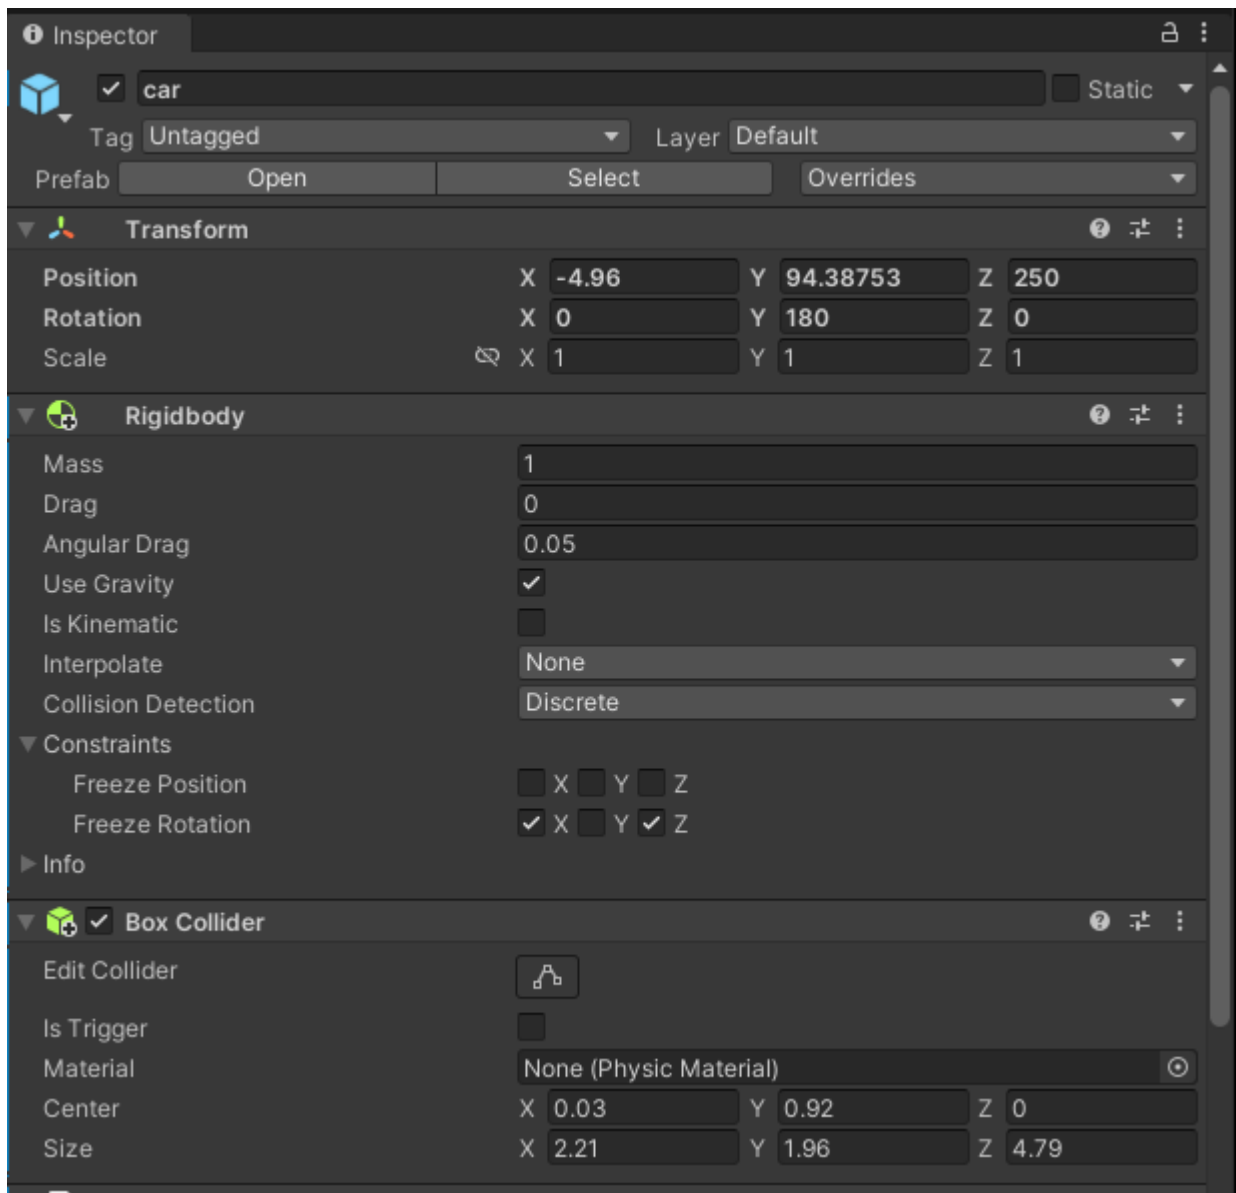 Inspector
car Static
Tag Untagged Layer Default
Prefab Open Select Overrides
Transform
Position X -4.96 Y 94.38753 Z 250
Rotation X 0 Y 180 Z 0
Scale X 1 Y 1 Z 1
Rigidbody
Mass 1
Drag 0
Angular Drag 0.05
Use Gravity
Is Kinematic
Interpolate None
Collision Detection Discrete
Constraints
Freeze Position X Y Z
Freeze Rotation X Y Z
Info
Box Collider
Edit Collider
Is Trigger
Material None (Physic Material)
Center X 0.03 Y 0.92 Z 0
Size X 2.21 Y 1.96 Z 4.79